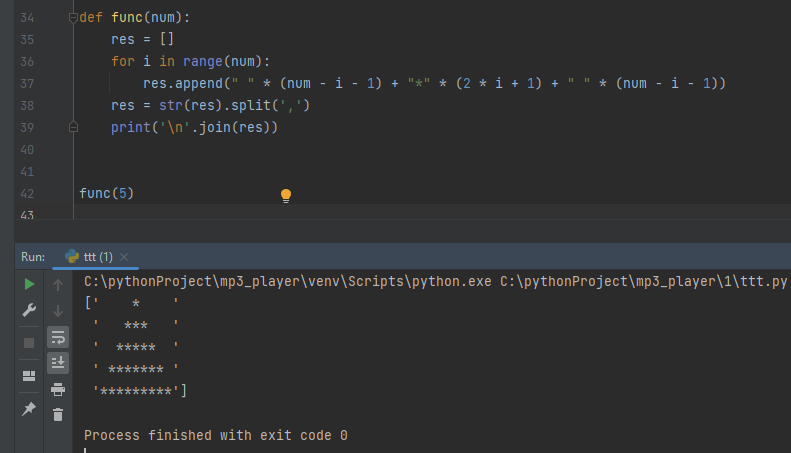 34 def func(num):
35     res = []
36     for i in range(num):
37         res.append(" " * (num - i - 1) + "*" * (2 * i + 1) + " " * (num - i - 1))
38     res = str(res).split(',')
39     print('\n'.join(res))
40
41
42 func(5)
43
Run: ttt (1) ×
C:\pythonProject\mp3_player\venv\Scripts\python.exe C:\pythonProject\mp3_player\1\ttt.py
['    *    '
 '   ***   '
 '  *****  '
 ' ******* '
 '*********']
Process finished with exit code 0